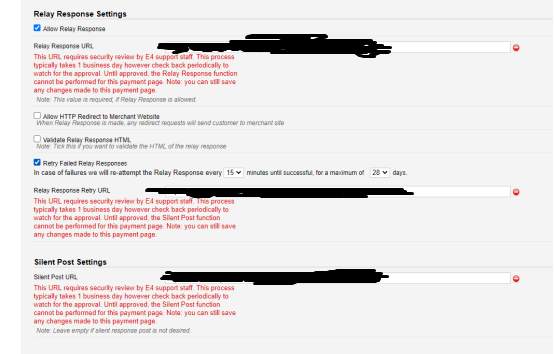 Relay Response Settings
Allow Relay Response
Relay Response URL
This URL requires security review by E4 support staff. This process
typically takes 1 business day however check back periodically to
watch for the approval. Until approved, the Relay Response function
cannot be performed for this payment page. Note: you can still save
any changes made to this payment page.
Note: This value is required, if Relay Response is allowed.
Allow HTTP Redirect to Merchant Website
When Relay Response is made, any redirect requests will send customer to merchant site
Validate Relay Response HTML
Note: Tick this if you want to validate the HTML of the relay response
Retry Failed Relay Responses
In case of failures we will re-attempt the Relay Response every 15 minutes until successful, for a maximum of 28 days.
Relay Response Retry URL
This URL requires security review by E4 support staff. This process
typically takes 1 business day however check back periodically to
watch for the approval. Until approved, the Silent Post function
cannot be performed for this payment page. Note: you can still save
any changes made to this payment page.
Silent Post Settings
Silent Post URL
This URL requires security review by E4 support staff. This process
typically takes 1 business day however check back periodically to
watch for the approval. Until approved, the Silent Post function
cannot be performed for this payment page. Note: you can still save
any changes made to this payment page.
Note: Leave empty if silent response post is not desired.